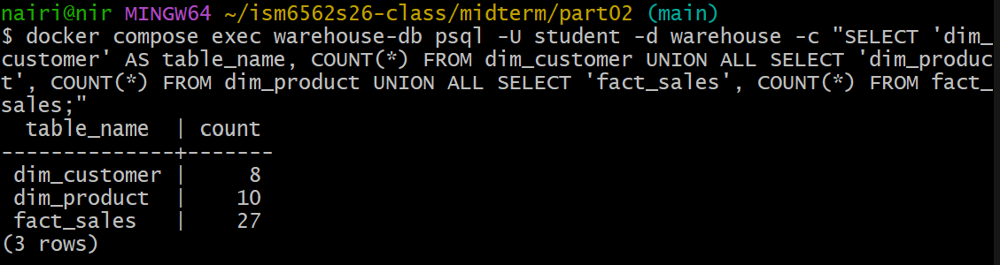 nairi@nir MINGW64 ~/ism6562s26-class/midterm/part02 (main)
$ docker compose exec warehouse-db psql -U student -d warehouse -c "SELECT 'dim_
customer' AS table_name, COUNT(*) FROM dim_customer UNION ALL SELECT 'dim_produc
t', COUNT(*) FROM dim_product UNION ALL SELECT 'fact_sales', COUNT(*) FROM fact_
sales;"
  table_name  | count
--------------+-------
 dim_customer |     8
 dim_product  |    10
 fact_sales   |    27
(3 rows)